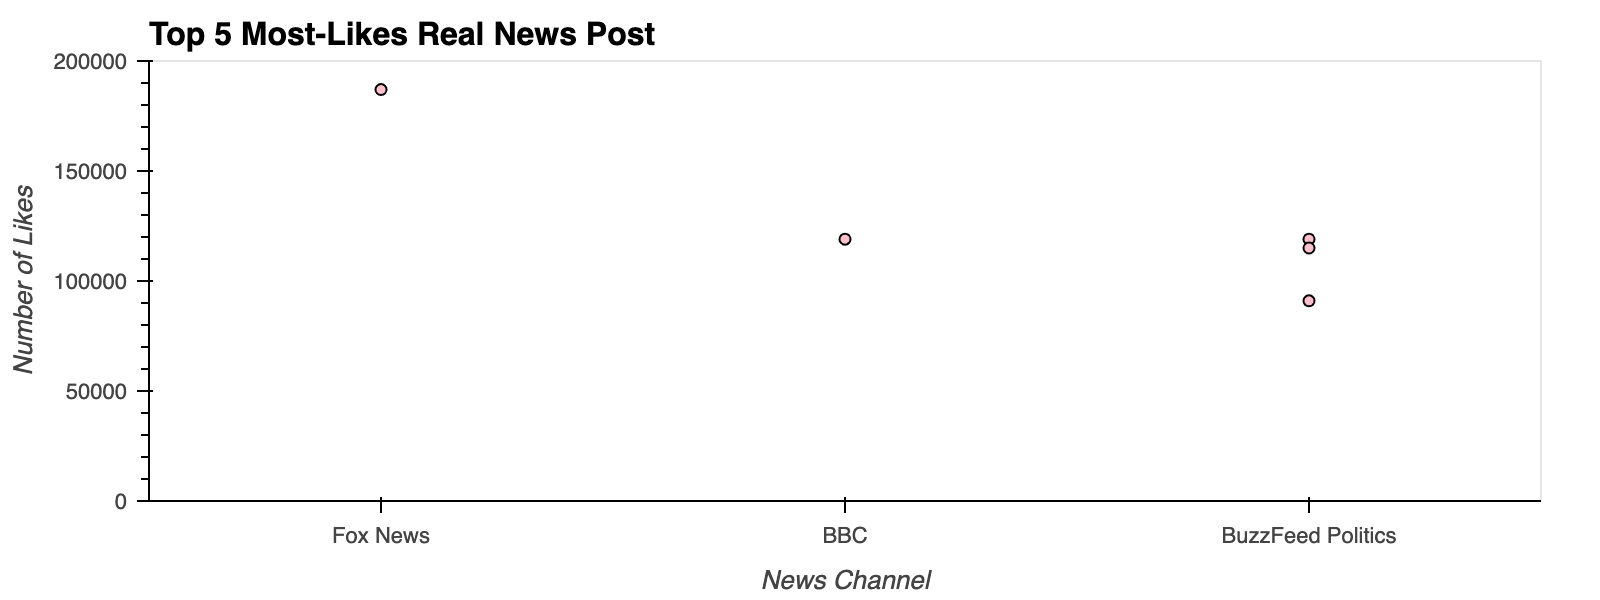 Top 5 Most-Likes Real News Post
200000
150000
100000
50000
0
Number of Likes
Fox News
BBC
BuzzFeed Politics
News Channel